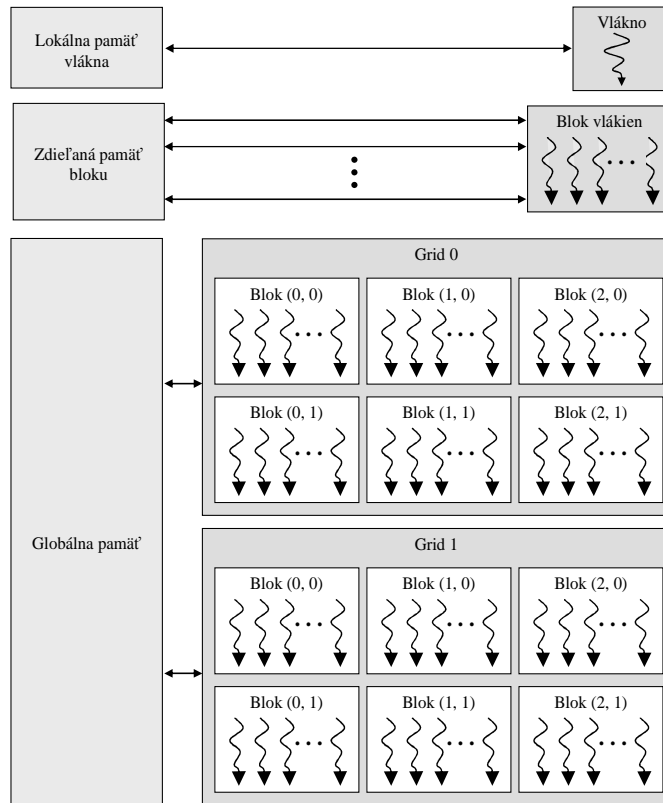 Lokálna pamäť
vlákna
Vlákno
Zdieľaná pamäť
bloku
Blok vlákien
Globálna pamäť
Grid 0
Blok (0, 0)
Blok (1, 0)
Blok (2, 0)
Blok (0, 1)
Blok (1, 1)
Blok (2, 1)
Grid 1
Blok (0, 0)
Blok (1, 0)
Blok (2, 0)
Blok (0, 1)
Blok (1, 1)
Blok (2, 1)